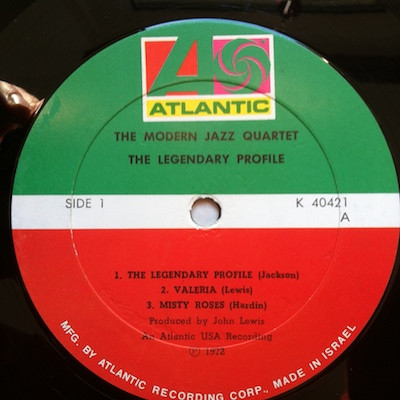 ATLANTIC
THE MODERN JAZZ QUARTET
THE LEGENDARY PROFILE
SIDE 1 K 40421
A
1. THE LEGENDARY PROFILE (Jackson)
2. VALERIA (Lewis)
3. MISTY ROSES (Hardin)
Produced by John Lewis
An Atlantic USA Recording
℗ 1972
MFG. BY ATLANTIC RECORDING CORP., MADE IN ISRAEL